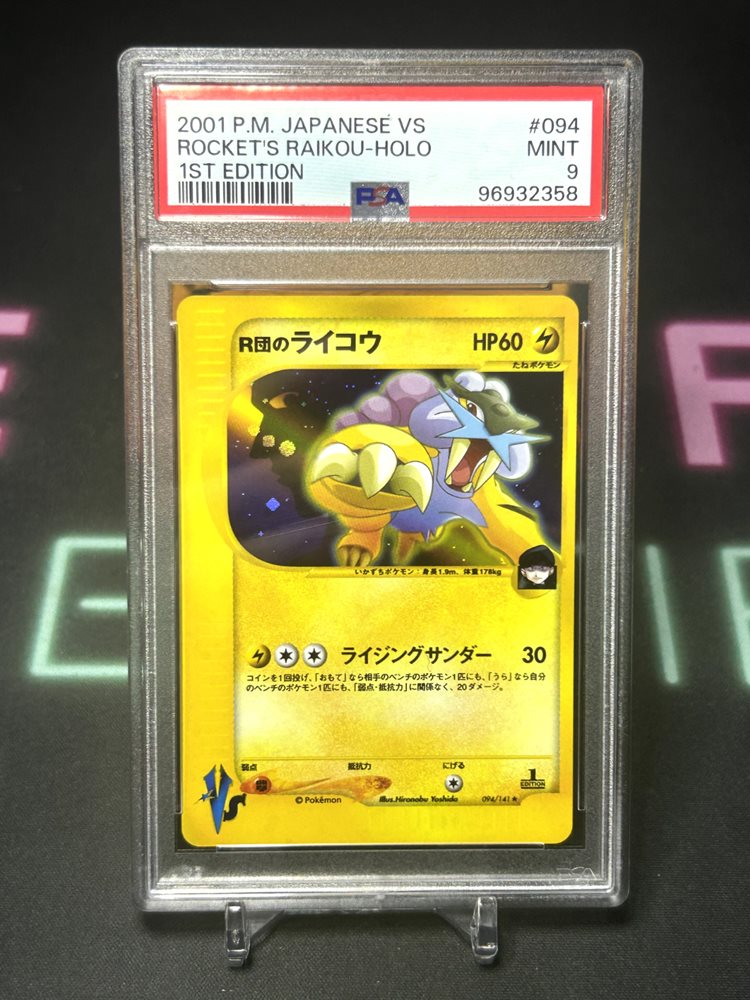 2001 P.M. JAPANESE VS #094
ROCKET'S RAIKOU-HOLO MINT
1ST EDITION 9
PSA 96932358
R団のライコウ HP60
たねポケモン
いかずちポケモン：身長1.9m、体重178kg
ライジングサンダー 30
コインを1回投げ、「おもて」なら相手のベンチのポケモン1匹にも、「うら」なら自分
のベンチのポケモン1匹にも、「弱点・抵抗力」に関係なく、20ダメージ。
弱点 抵抗力 にげる
VS
1
EDITION
© Pokémon Illus.Hironobu Yoshida 094/141 ★